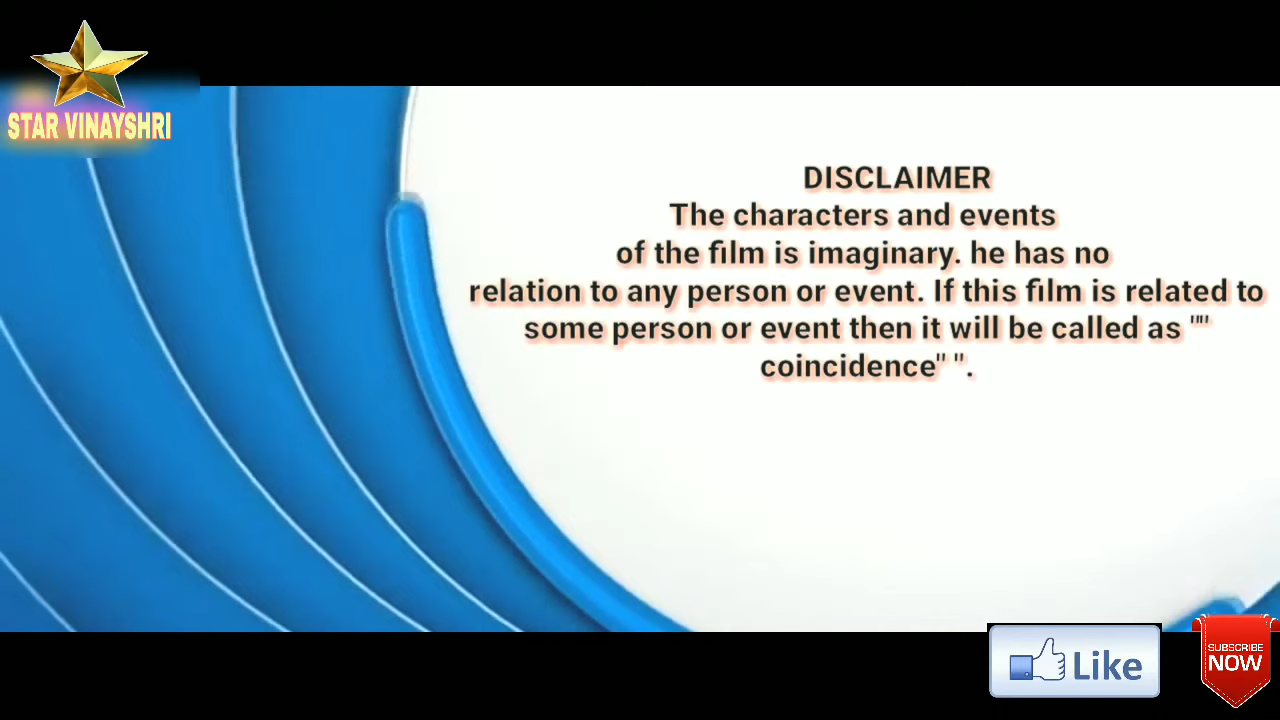 STAR VINAYSHRI
DISCLAIMER
The characters and events
of the film is imaginary. he has no
relation to any person or event. If this film is related to
some person or event then it will be called as ""
coincidence" ".
Like
SUBSCRIBE
NOW